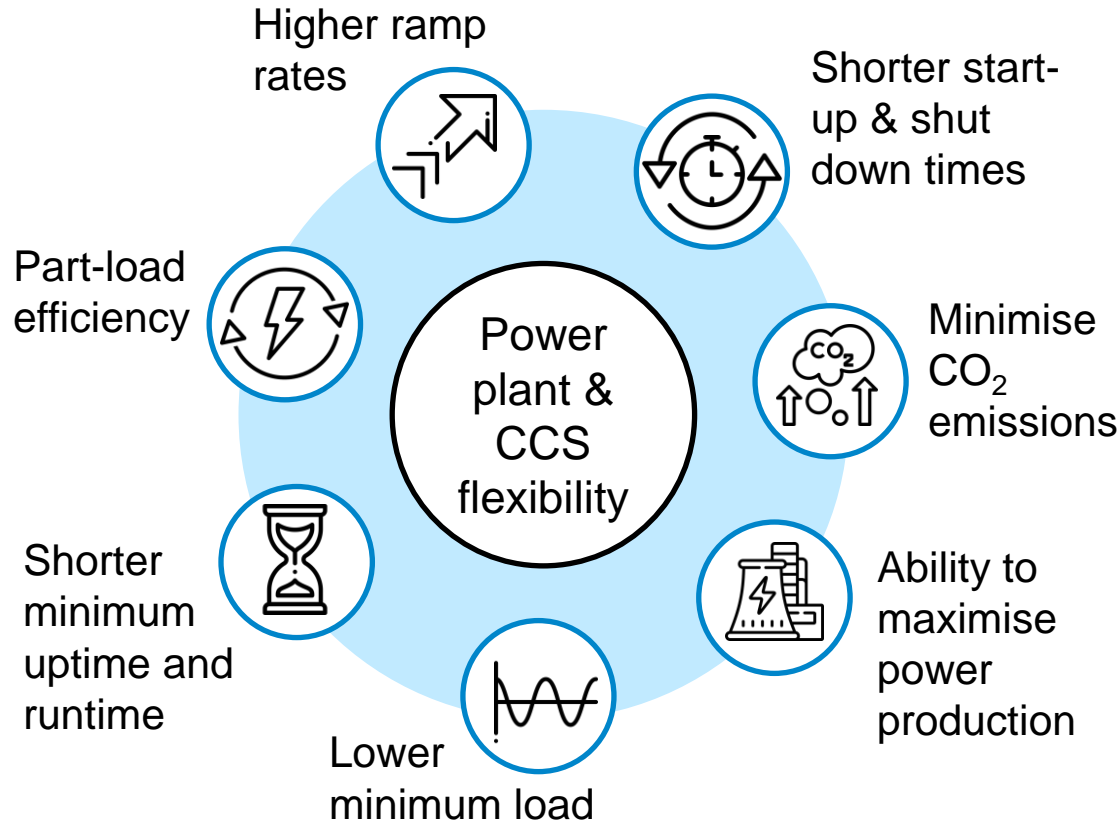 Higher ramp
rates
Shorter start-
up & shut
down times
Minimise
CO₂
emissions
CO₂
Ability to
maximise
power
production
Lower
minimum load
Shorter
minimum
uptime and
runtime
Part-load
efficiency
Power
plant &
CCS
flexibility